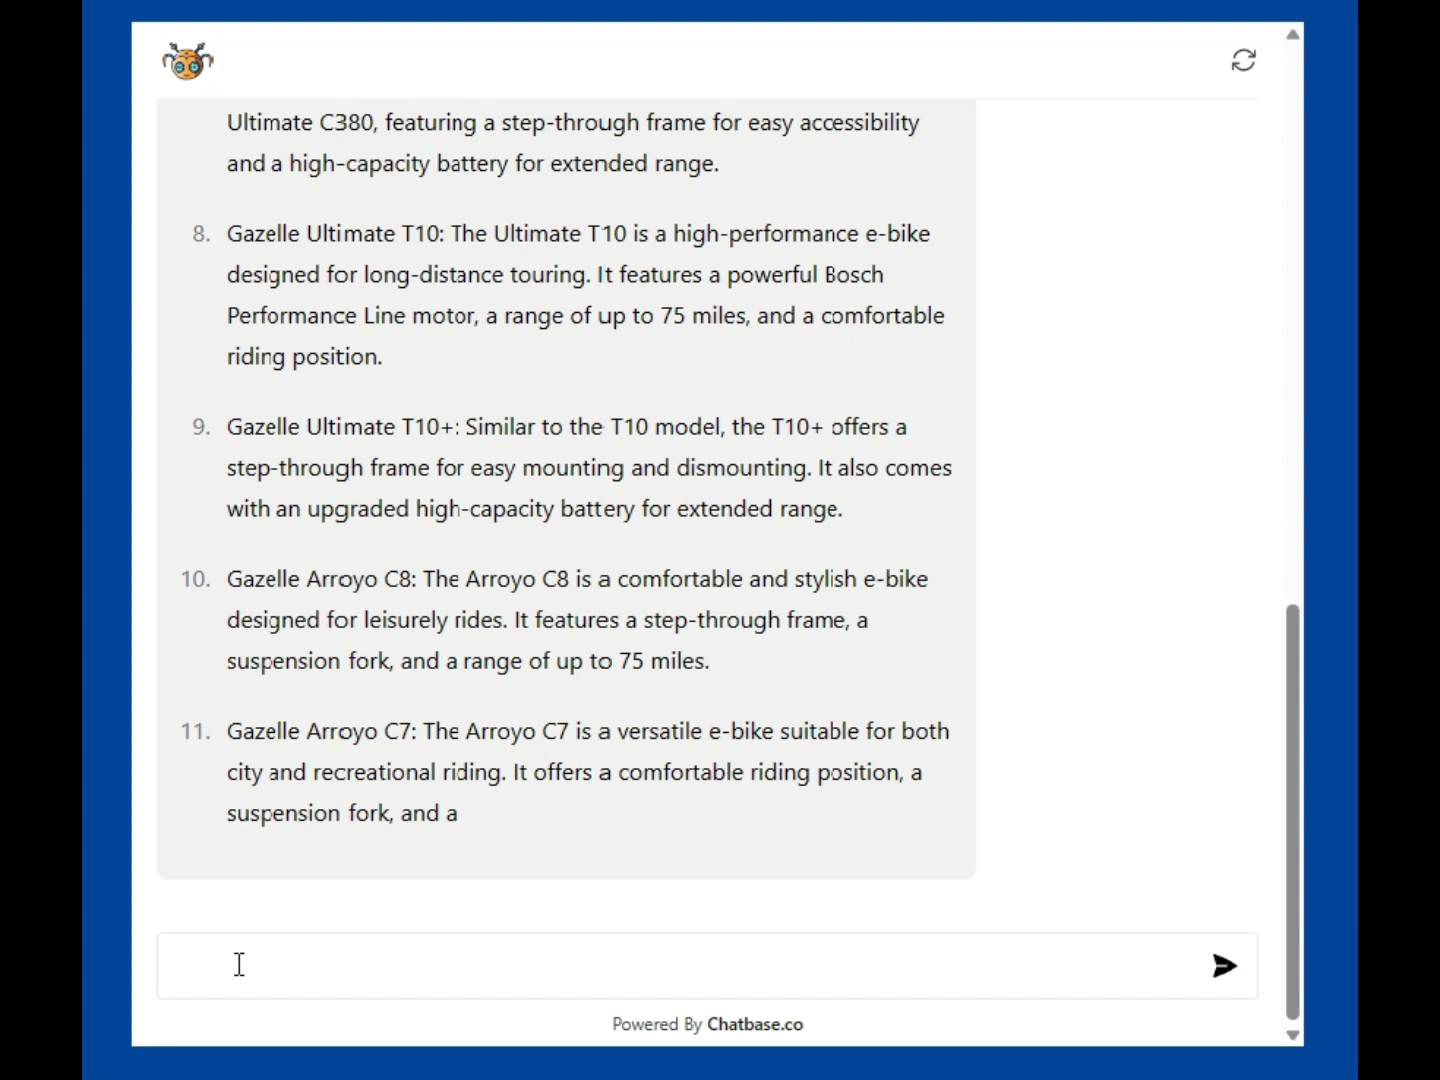 Ultimate C380, featuring a step-through frame for easy accessibility
and a high-capacity battery for extended range.
8. Gazelle Ultimate T10: The Ultimate T10 is a high-performance e-bike
designed for long-distance touring. It features a powerful Bosch
Performance Line motor, a range of up to 75 miles, and a comfortable
riding position.
9. Gazelle Ultimate T10+: Similar to the T10 model, the T10+ offers a
step-through frame for easy mounting and dismounting. It also comes
with an upgraded high-capacity battery for extended range.
10. Gazelle Arroyo C8: The Arroyo C8 is a comfortable and stylish e-bike
designed for leisurely rides. It features a step-through frame, a
suspension fork, and a range of up to 75 miles.
11. Gazelle Arroyo C7: The Arroyo C7 is a versatile e-bike suitable for both
city and recreational riding. It offers a comfortable riding position, a
suspension fork, and a
Powered By Chatbase.co